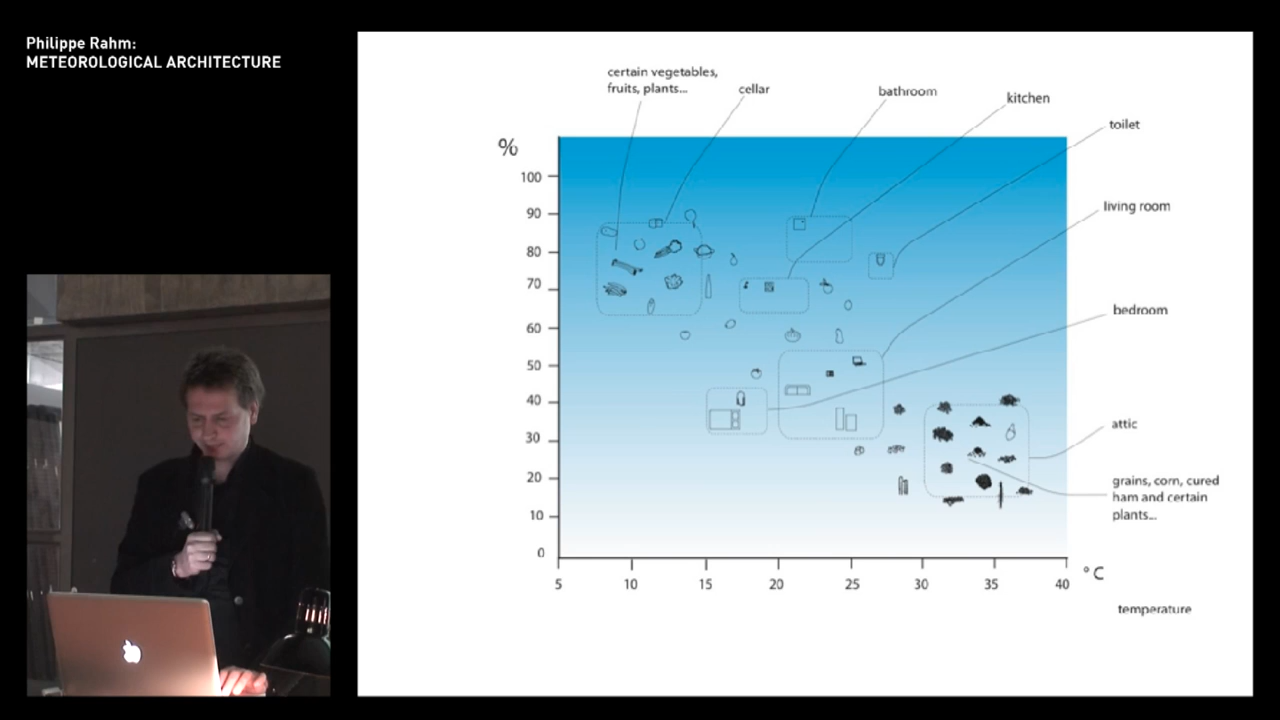 Philippe Rahm:
METEOROLOGICAL ARCHITECTURE
certain vegetables,
fruits, plants...
cellar
bathroom
kitchen
toilet
living room
bedroom
attic
grains, corn, cured
ham and certain
plants...
%
100
90
80
70
60
50
40
30
20
10
0
5 10 15 20 25 30 35 40
°C
temperature